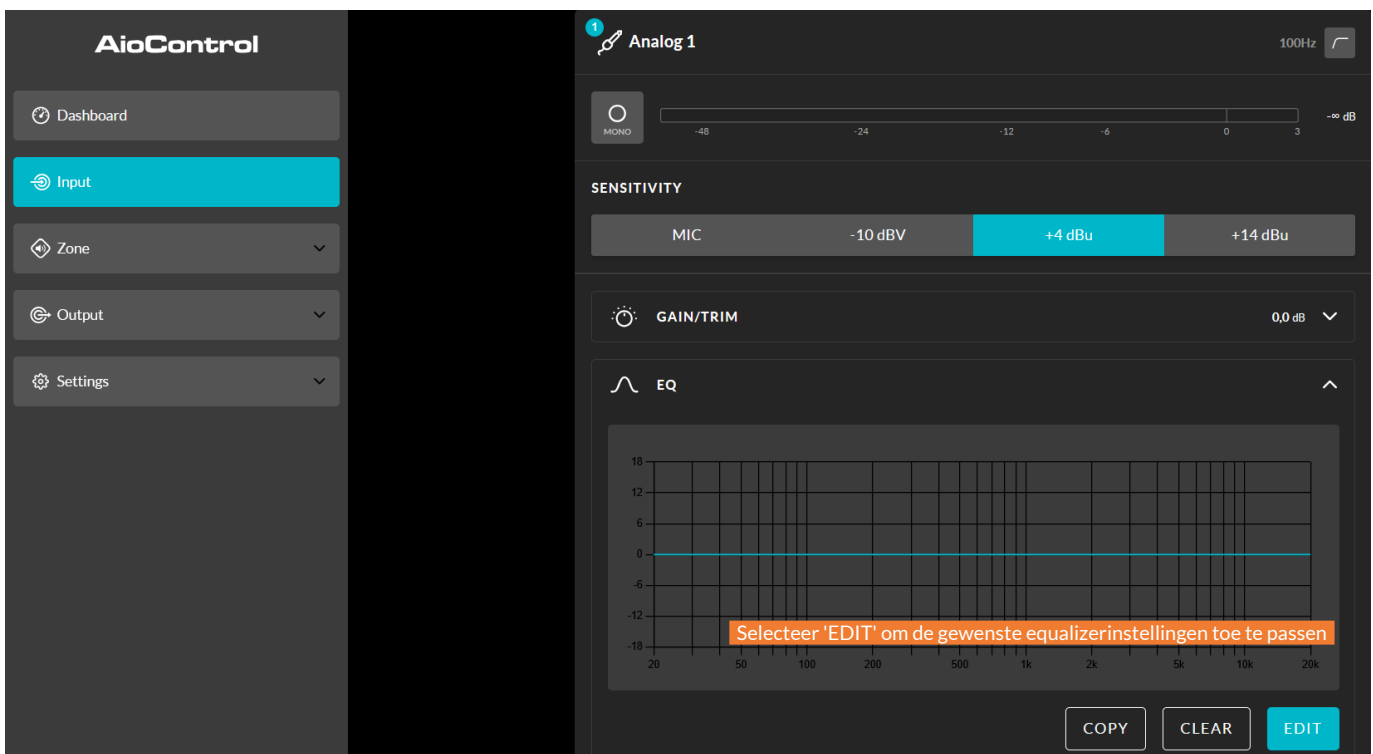 AioControl
Dashboard
Input
Zone
Output
Settings
1
Analog 1
100Hz
MONO
-48 -24 -12 -6 0 3
-∞ dB
SENSITIVITY
MIC -10 dBV +4 dBu +14 dBu
GAIN/TRIM 0,0 dB
EQ
18
12
6
0
-6
-12
Selecteer 'EDIT' om de gewenste equalizerinstellingen toe te passen
-18
20 50 100 200 500 1k 2k 5k 10k 20k
COPY CLEAR EDIT